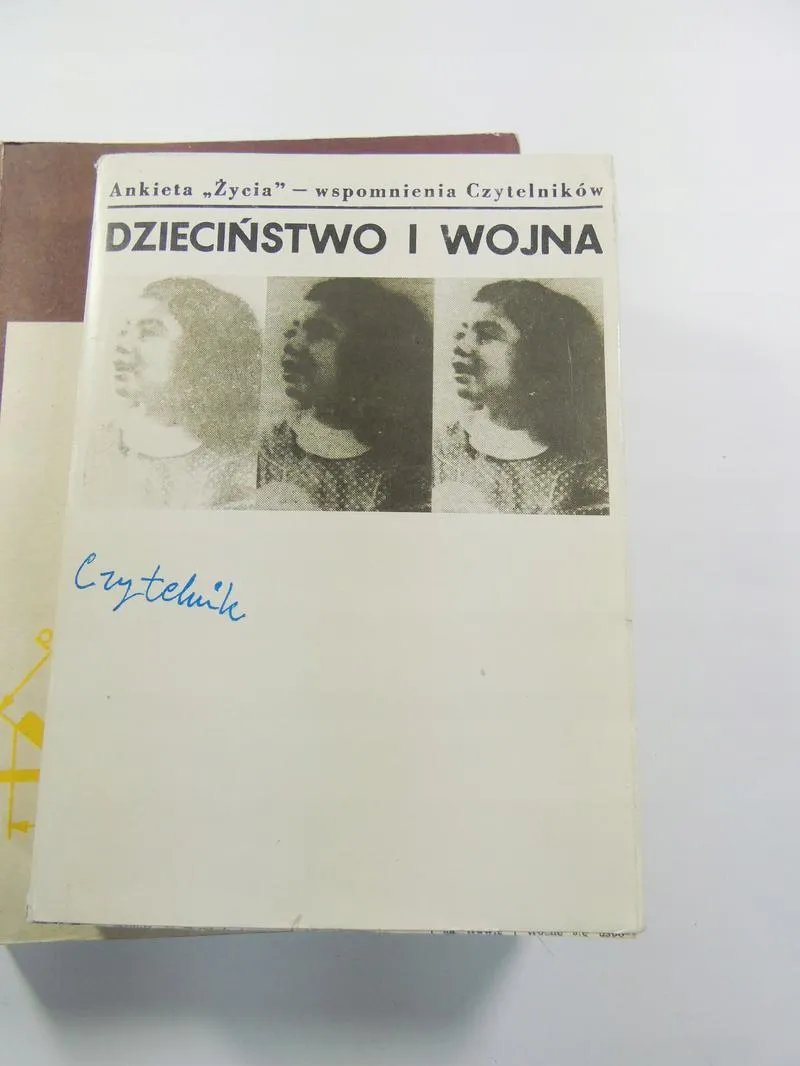 Ankieta „Życia” — wspomnienia Czytelników
DZIECIŃSTWO I WOJNA
Czytelnik